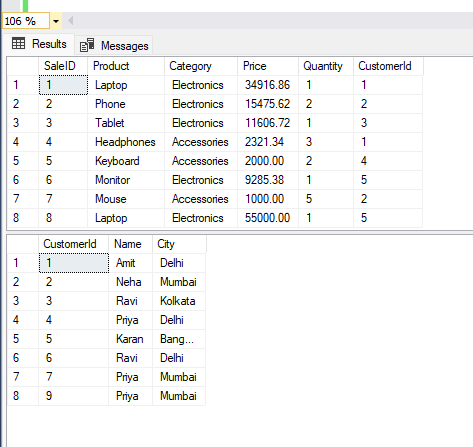 106 %
Results Messages
SaleID Product Category Price Quantity CustomerId
1 1 Laptop Electronics 34916.86 1 1
2 2 Phone Electronics 15475.62 2 2
3 3 Tablet Electronics 11606.72 1 3
4 4 Headphones Accessories 2321.34 3 1
5 5 Keyboard Accessories 2000.00 2 4
6 6 Monitor Electronics 9285.38 1 5
7 7 Mouse Accessories 1000.00 5 2
8 8 Laptop Electronics 55000.00 1 5
CustomerId Name City
1 1 Amit Delhi
2 2 Neha Mumbai
3 3 Ravi Kolkata
4 4 Priya Delhi
5 5 Karan Bang...
6 6 Ravi Delhi
7 7 Priya Mumbai
8 9 Priya Mumbai